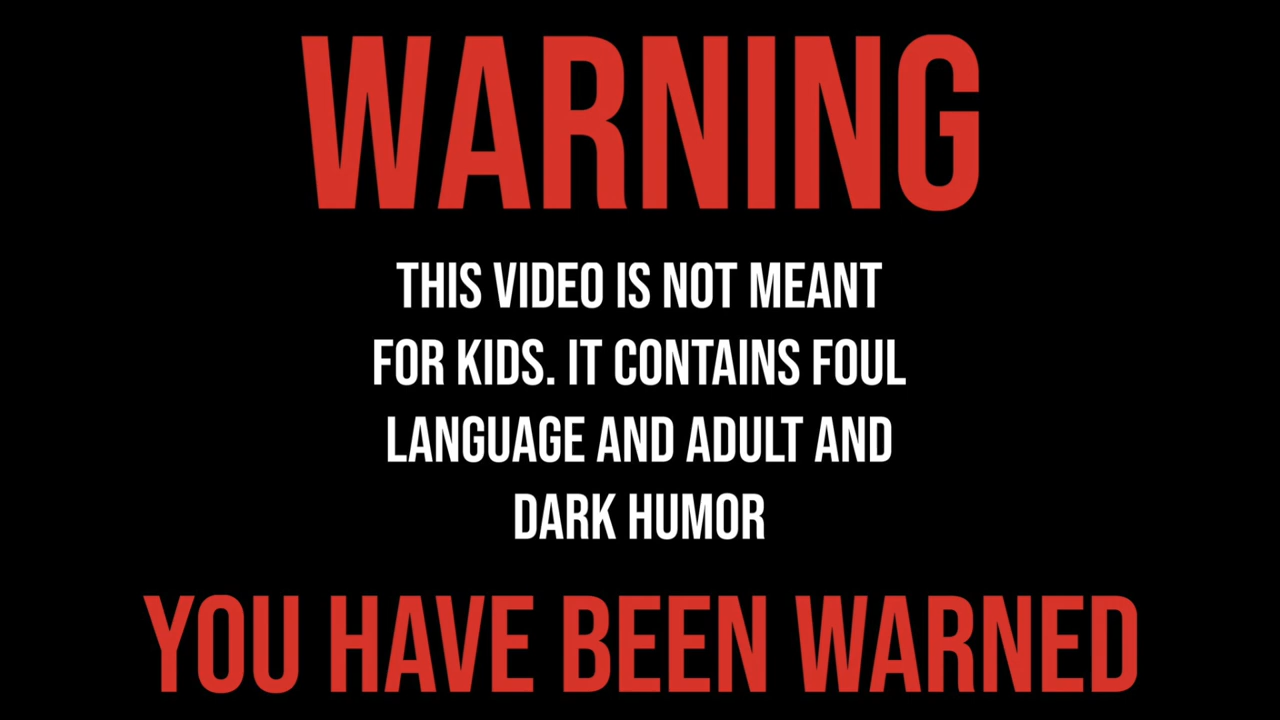 WARNING
THIS VIDEO IS NOT MEANT
FOR KIDS. IT CONTAINS FOUL
LANGUAGE AND ADULT AND
DARK HUMOR
YOU HAVE BEEN WARNED